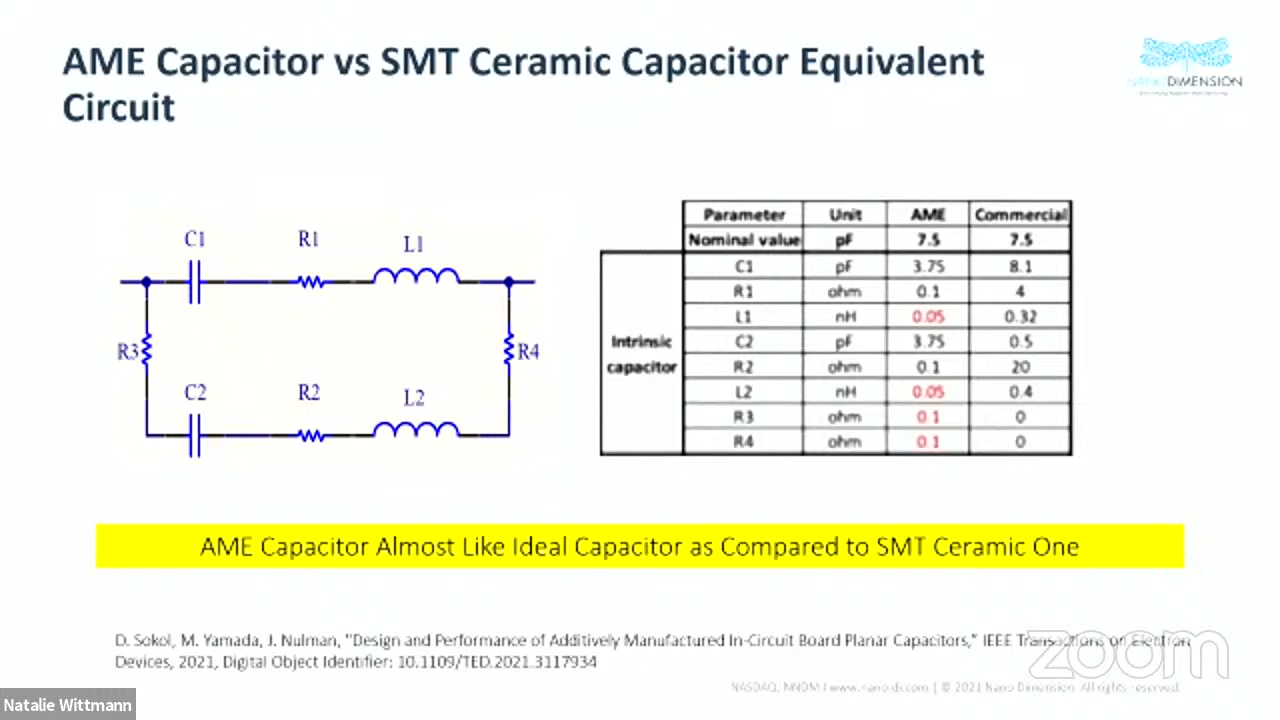 AME Capacitor vs SMT Ceramic Capacitor Equivalent
Circuit
NANO DIMENSION
C1
R1
L1
R3
R4
C2
R2
L2
Parameter Unit AME Commercial
Nominal value pF 7.5 7.5
Intrinsic capacitor
C1 pF 3.75 8.1
R1 ohm 0.1 4
L1 nH 0.05 0.32
C2 pF 3.75 0.5
R2 ohm 0.1 20
L2 nH 0.05 0.4
R3 ohm 0.1 0
R4 ohm 0.1 0
AME Capacitor Almost Like Ideal Capacitor as Compared to SMT Ceramic One
D. Sokol, M. Yamada, J. Nulman, "Design and Performance of Additively Manufactured In-Circuit Board Planar Capacitors," IEEE Transactions on Electron
Devices, 2021, Digital Object Identifier: 10.1109/TED.2021.3117934
zoom
NASDAQ: NNDM | www.nano-di.com | © 2021 Nano Dimension. All rights reserved.
Natalie Wittmann